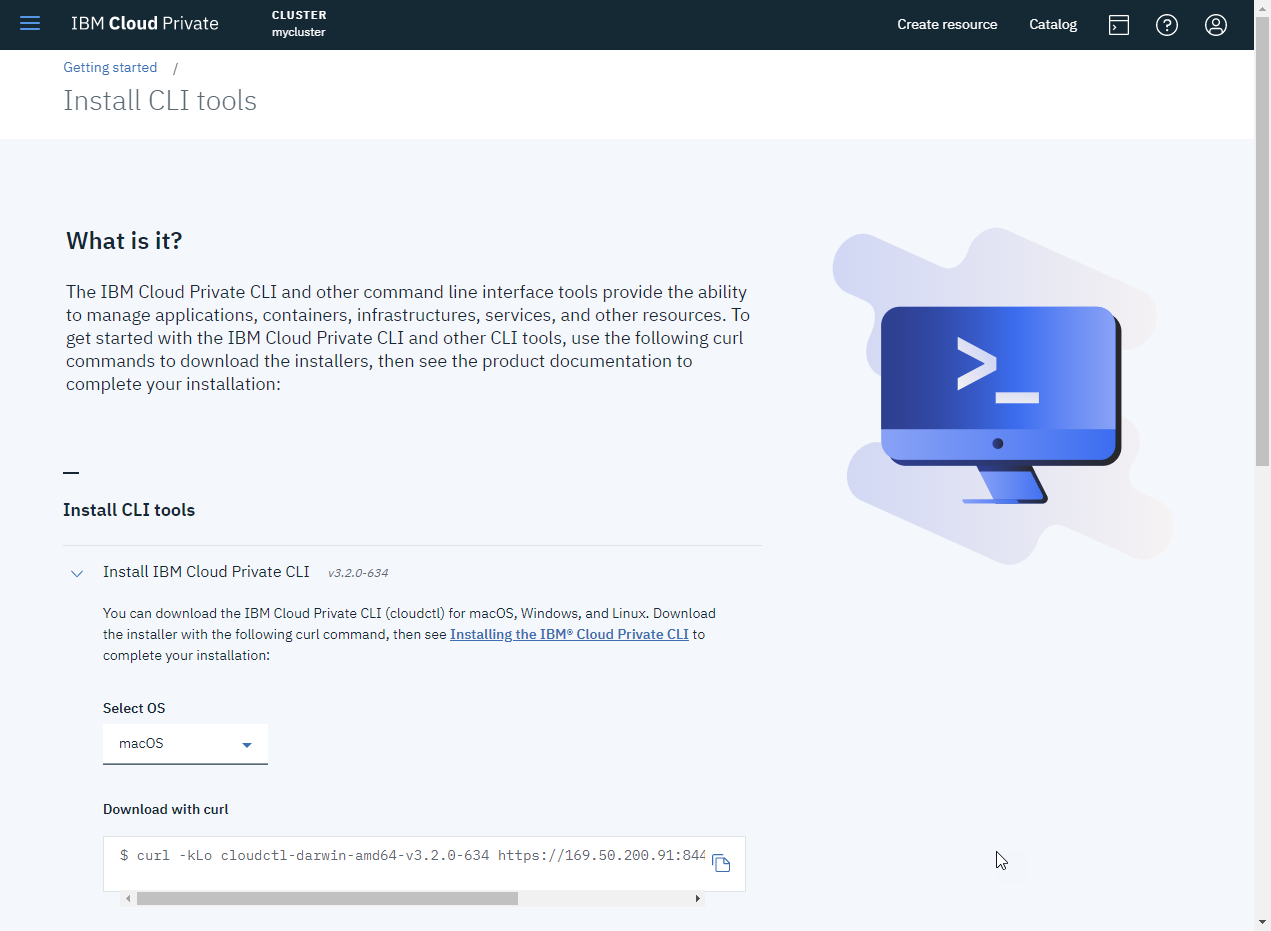 IBM Cloud Private
CLUSTER
mycluster
Create resource
Catalog
Getting started /
Install CLI tools
What is it?
The IBM Cloud Private CLI and other command line interface tools provide the ability
to manage applications, containers, infrastructures, services, and other resources. To
get started with the IBM Cloud Private CLI and other CLI tools, use the following curl
commands to download the installers, then see the product documentation to
complete your installation:
>_
Install CLI tools
Install IBM Cloud Private CLI v3.2.0-634
You can download the IBM Cloud Private CLI (cloudctl) for macOS, Windows, and Linux. Download
the installer with the following curl command, then see Installing the IBM® Cloud Private CLI to
complete your installation:
Select OS
macOS
Download with curl
$ curl -kLo cloudctl-darwin-amd64-v3.2.0-634 https://169.50.200.91:844